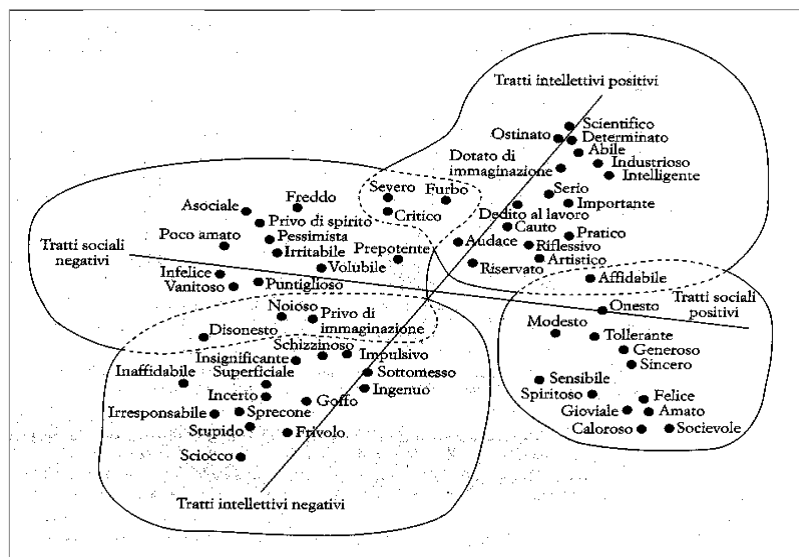 Tratti intellettivi positivi
Scientifico
Ostinato
Determinato
Abile
Dotato di
immaginazione
Industrioso
Intelligente
Serio
Importante
Dedito al lavoro
Cauto
Pratico
Audace
Riflessivo
Riservato
Artistico
Affidabile
Severo
Furbo
Critico
Freddo
Asociale
Privo di spirito
Poco amato
Pessimista
Irritabile
Prepotente
Tratti sociali
negativi
Volubile
Infelice
Vanitoso
Puntiglioso
Noioso
Privo di
immaginazione
Disonesto
Onesto
Tratti sociali
positivi
Modesto
Tollerante
Generoso
Sincero
Sensibile
Spiritoso
Felice
Gioviale
Amato
Caloroso
Socievole
Schizzinoso
Impulsivo
Insignificante
Inaffidabile
Superficiale
Sottomesso
Ingenuo
Incerto
Goffo
Irresponsabile
Sprecone
Stupido
Frivolo
Sciocco
Tratti intellettivi negativi